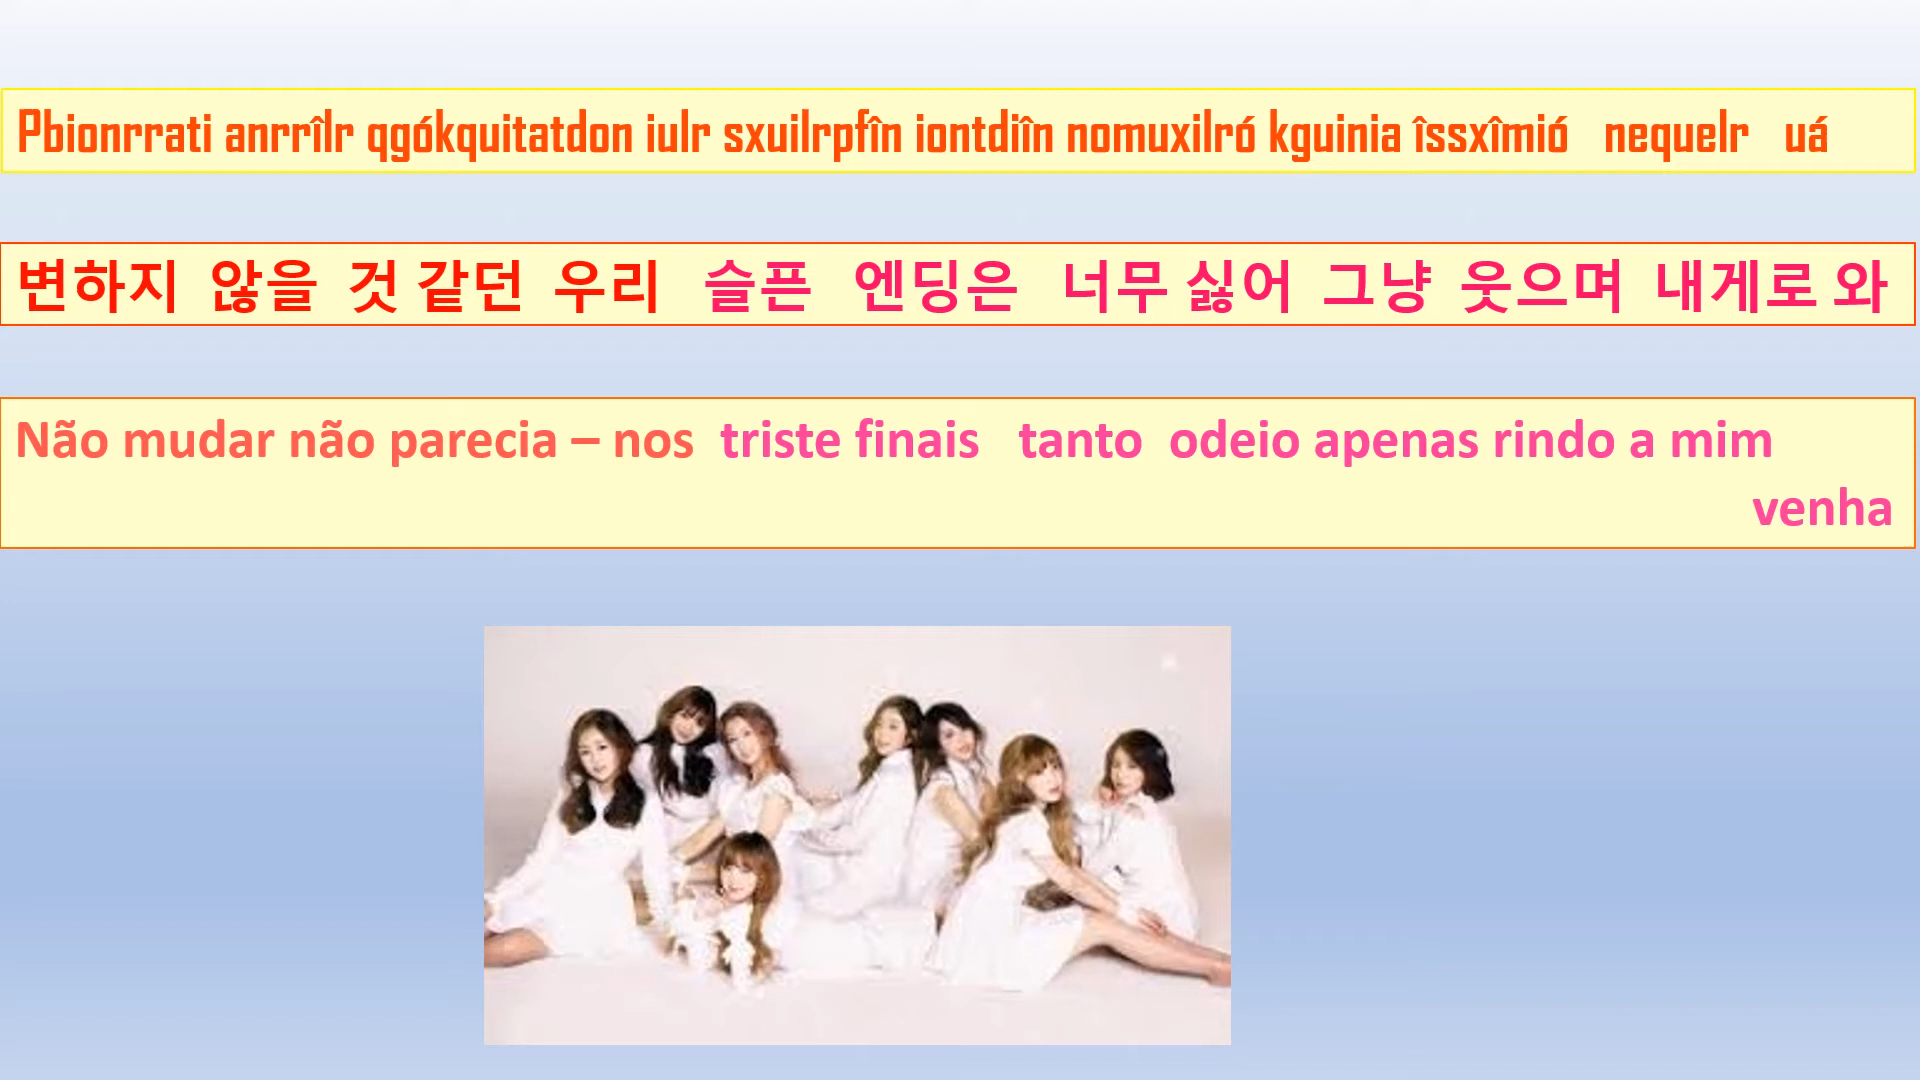 Pbionrrati anrrîlr qgókquitatdon iulr sxuilrpfîn iontdiîn nomuxilró kguinia îssxîmió nequelr uá
변하지 않을 것 같던 우리 슬픈 엔딩은 너무 싫어 그냥 웃으며 내게로 와
Não mudar não parecia – nos triste finais tanto odeio apenas rindo a mim
venha